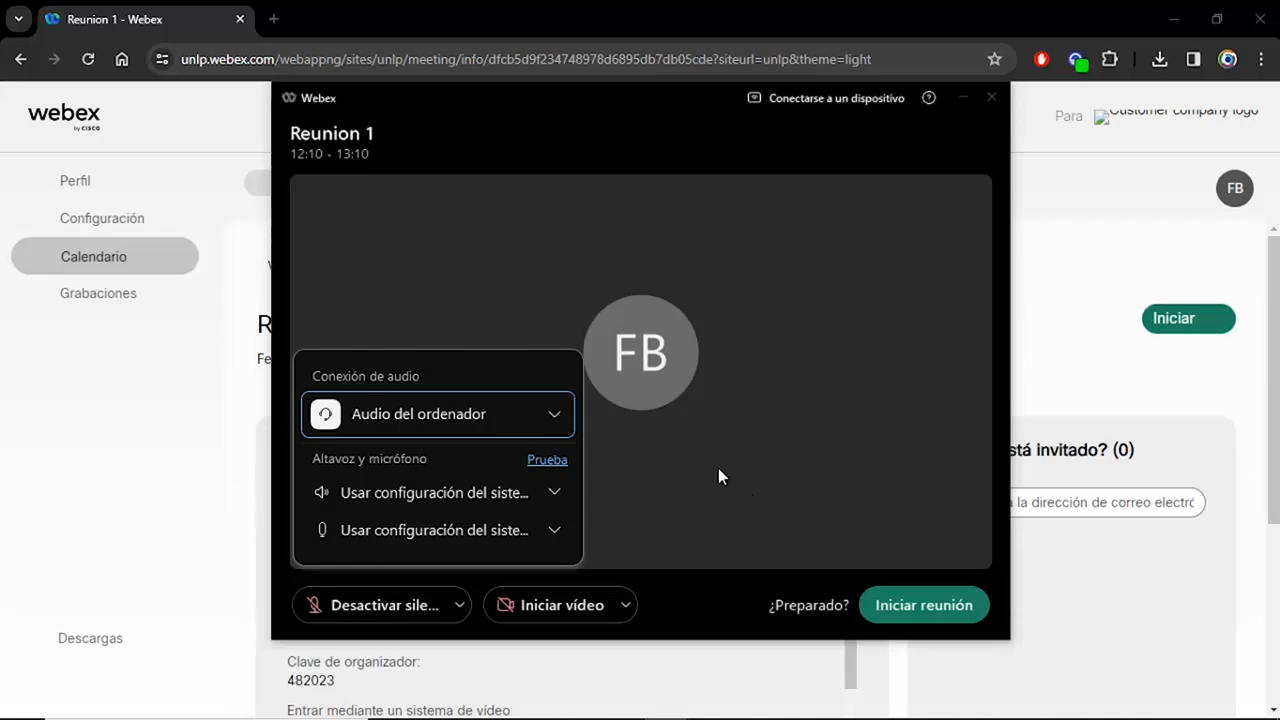 Reunion 1 - Webex
unlp.webex.com/webappng/sites/unlp/meeting/info/dfcb5d9f234748978d6895db7db05cde?siteurl=unlp&theme=light
webex
by CISCO
Para
Customer company logo
Perfil
Configuración
Calendario
Grabaciones
Descargas
FB
Iniciar
R
Fe
stá invitado? (0)
la dirección de correo electró
Webex
Conectarse a un dispositivo
Reunion 1
12:10 - 13:10
FB
Conexión de audio
Audio del ordenador
Altavoz y micrófono
Prueba
Usar configuración del siste...
Usar configuración del siste...
Desactivar sile...
Iniciar vídeo
¿Preparado?
Iniciar reunión
Clave de organizador:
482023
Entrar mediante un sistema de vídeo